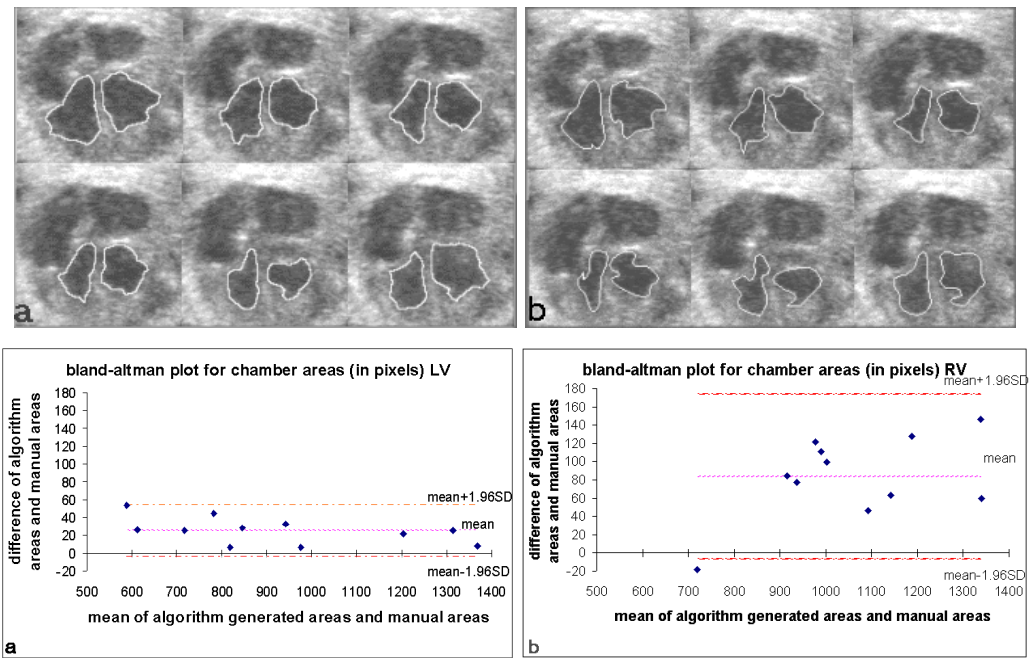 a
b
bland-altman plot for chamber areas (in pixels) LV
difference of algorithm
areas and manual areas
180
160
140
120
100
80
60
40
20
0
-20
mean+1.96SD
mean
mean-1.96SD
500 600 700 800 900 1000 1100 1200 1300 1400
mean of algorithm generated areas and manual areas
a
bland-altman plot for chamber areas (in pixels) RV
difference of algorithm
areas and manual areas
180
160
140
120
100
80
60
40
20
0
-20
mean+1.96SD
mean
mean-1.96SD
500 600 700 800 900 1000 1100 1200 1300 1400
mean of algorithm generated areas and manual areas
b